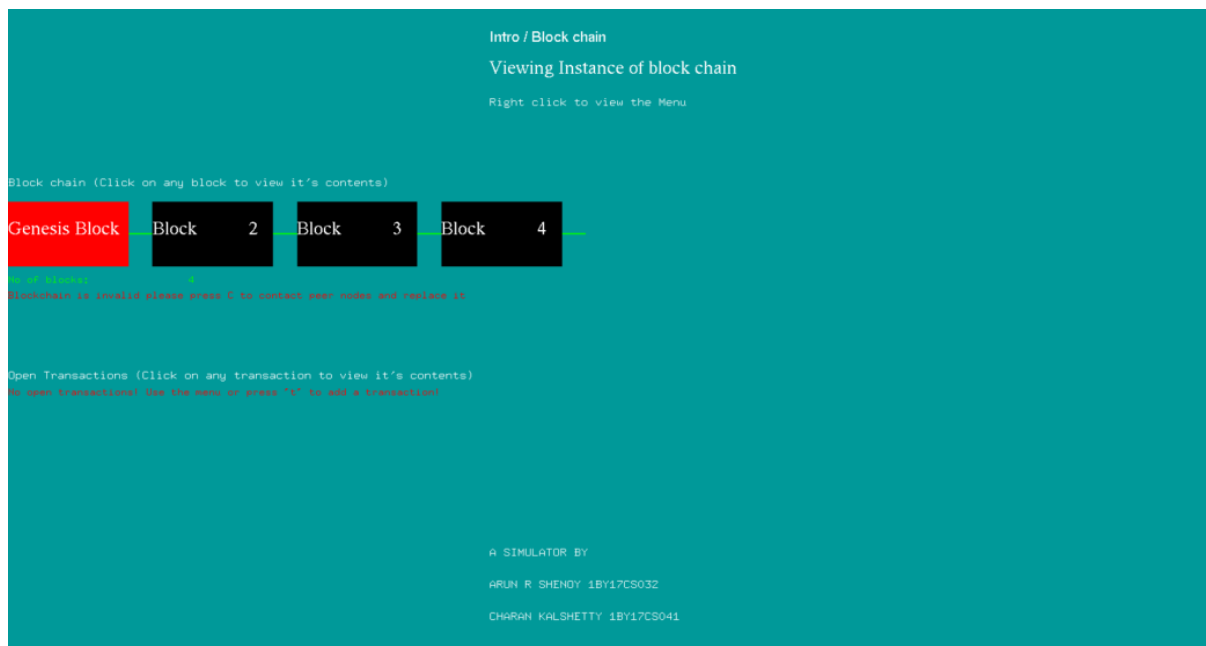 Intro / Block chain
Viewing Instance of block chain
Right click to view the Menu
Block chain (Click on any block to view it's contents)
Genesis Block Block 2 Block 3 Block 4
No of blocks: 4
Blockchain is invalid please press C to contact peer nodes and replace it
Open Transactions (Click on any transaction to view it's contents)
No open transactions! Use the menu or press "t" to add a transaction!
A SIMULATOR BY
ARUN R SHENOY 1BY17CS032
CHARAN KALSHETTY 1BY17CS041